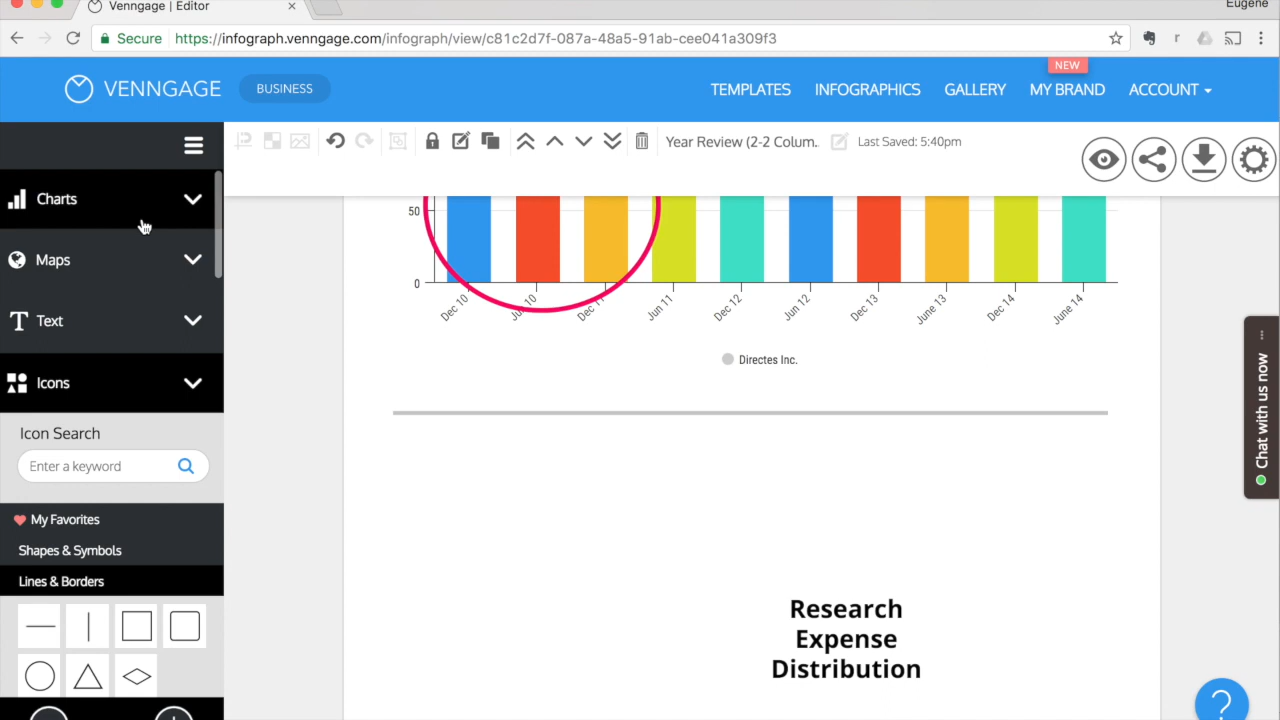 Eugene
Venngage | Editor
Secure https://infograph.venngage.com/infograph/view/c81c2d7f-087a-48a5-91ab-cee041a309f3
VENNGAGE BUSINESS
NEW
TEMPLATES INFOGRAPHICS GALLERY MY BRAND ACCOUNT
Year Review (2-2 Colum.. Last Saved: 5:40pm
Charts
Maps
Text
Icons
Icon Search
Enter a keyword
My Favorites
Shapes & Symbols
Lines & Borders
50
0
Dec 10 Dec 11 Jun 11 Dec 12 Jun 12 Dec 13 June 13 Dec 14 June 14
Directes Inc.
Research
Expense
Distribution
Chat with us now
?